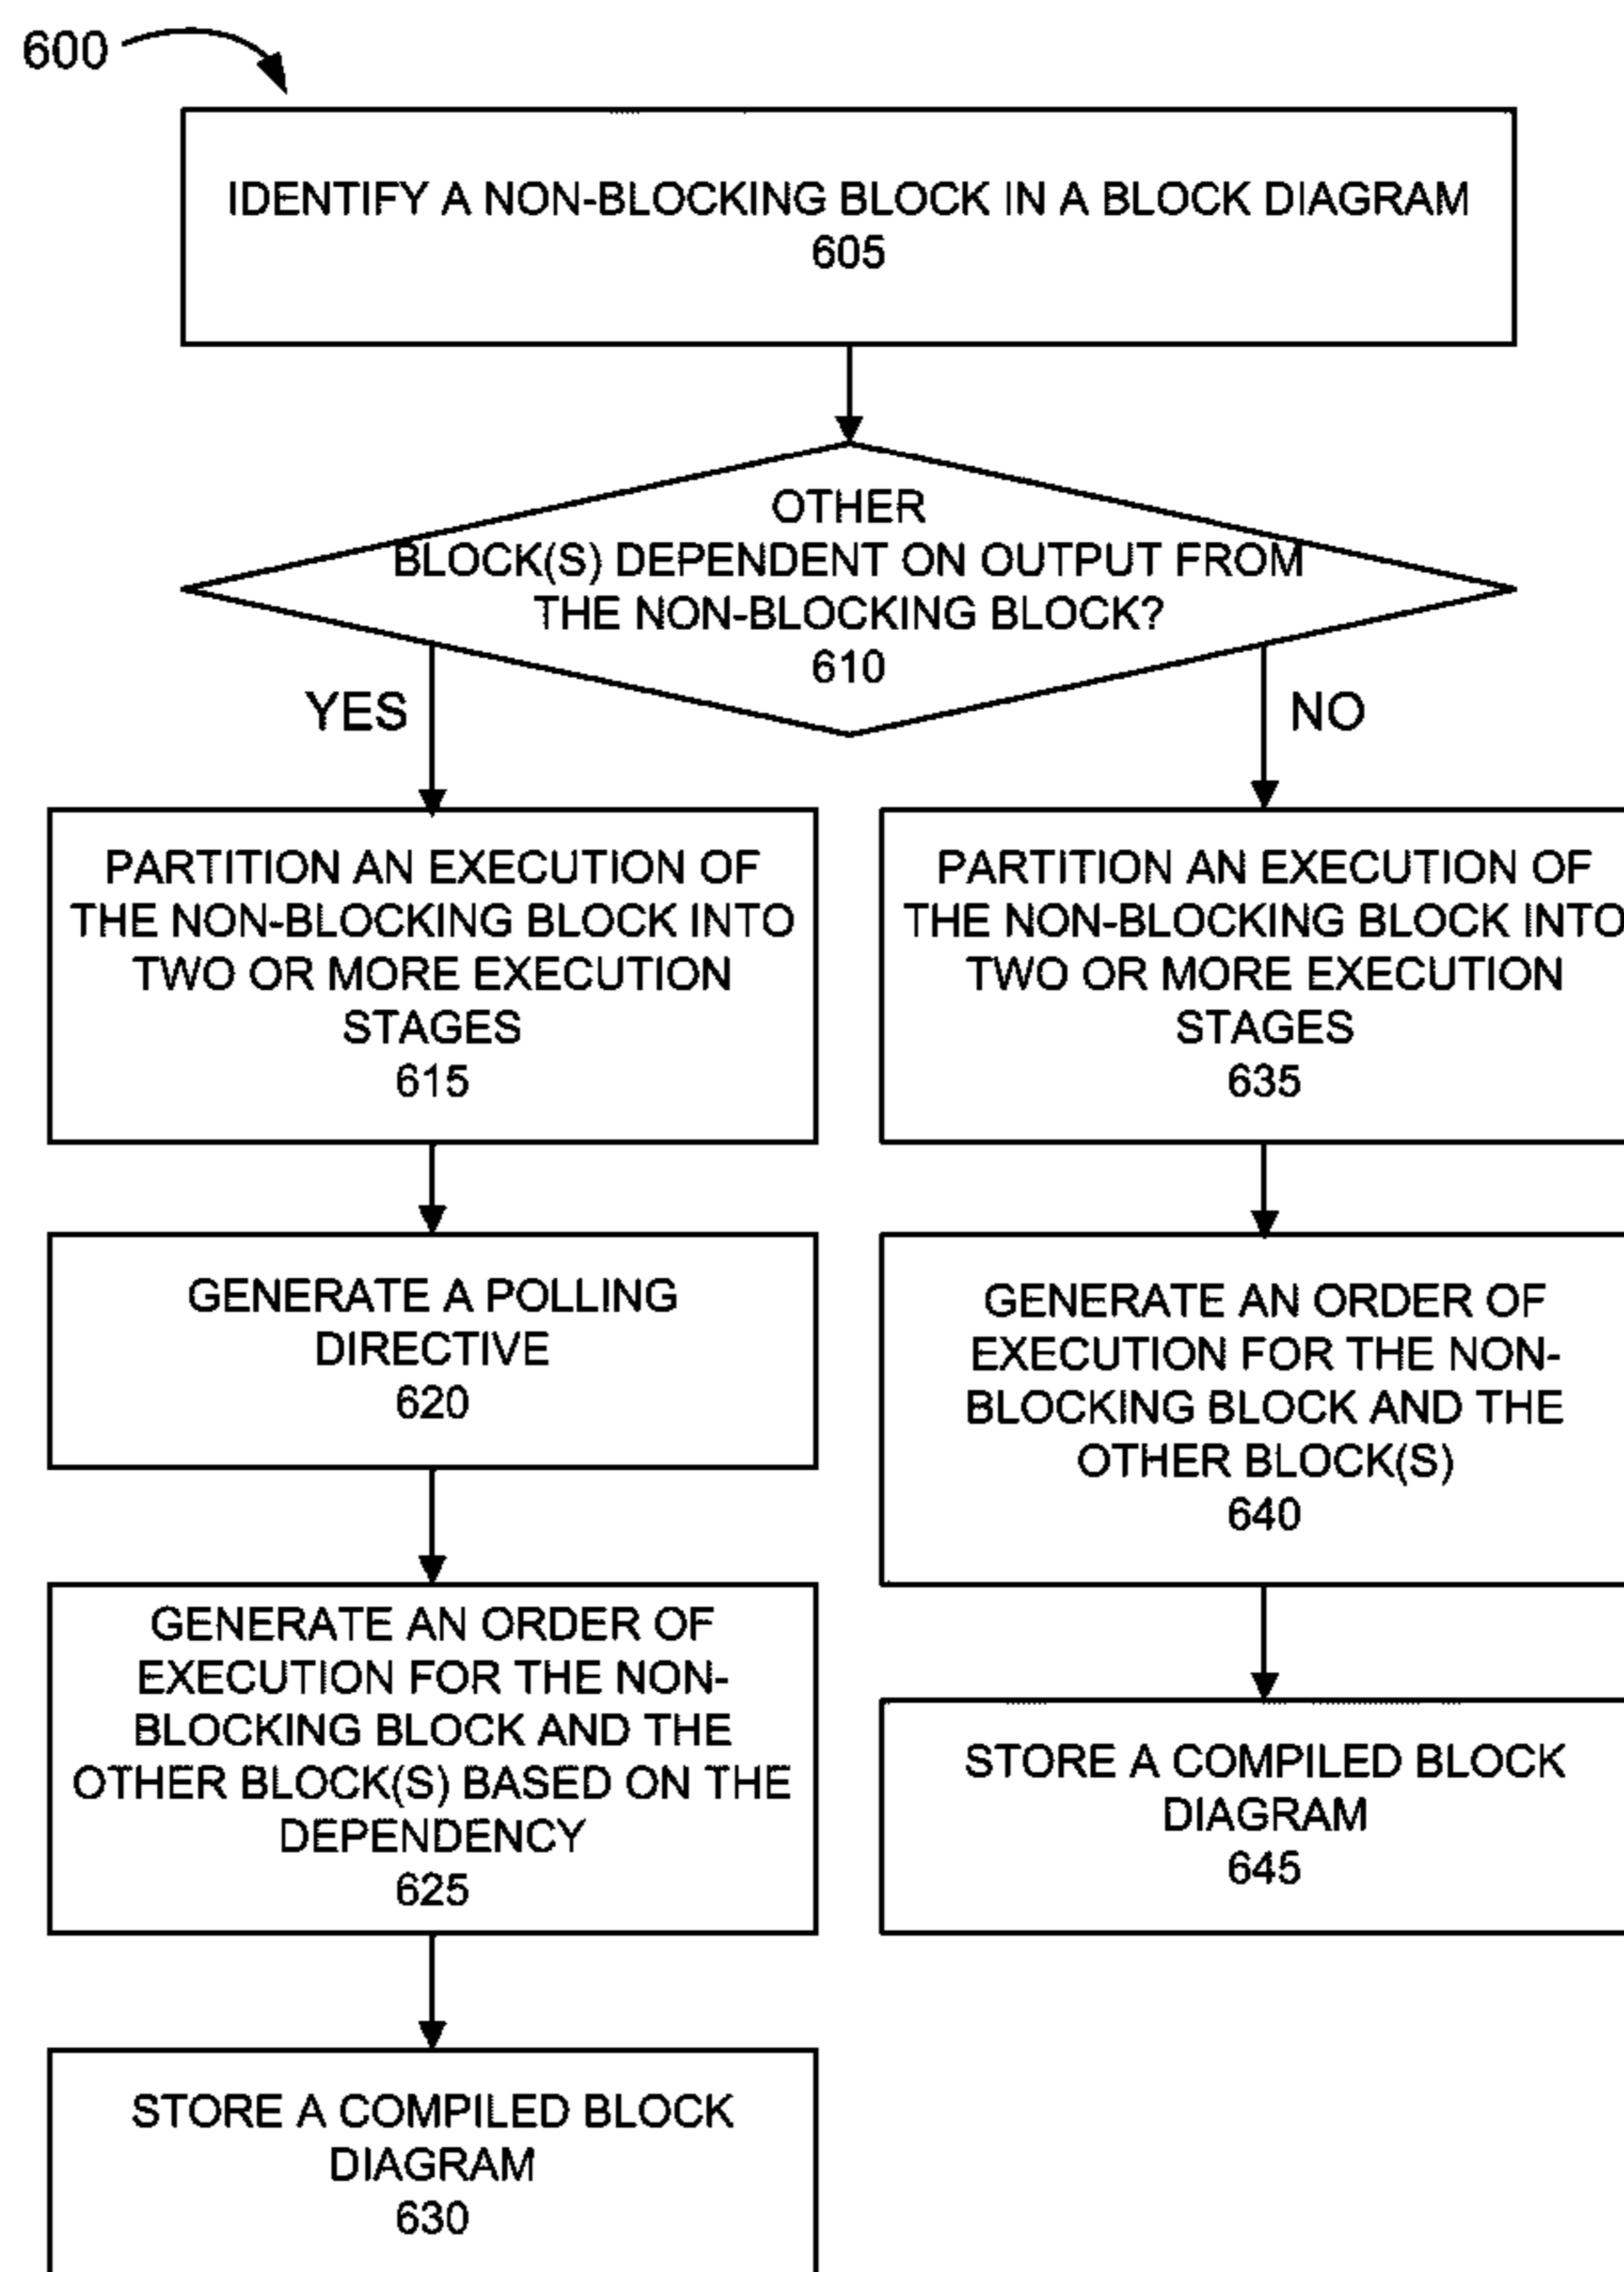 600
IDENTIFY A NON-BLOCKING BLOCK IN A BLOCK DIAGRAM
605
OTHER
BLOCK(S) DEPENDENT ON OUTPUT FROM
THE NON-BLOCKING BLOCK?
610
YES
NO
PARTITION AN EXECUTION OF
THE NON-BLOCKING BLOCK INTO
TWO OR MORE EXECUTION
STAGES
615
GENERATE A POLLING
DIRECTIVE
620
GENERATE AN ORDER OF
EXECUTION FOR THE NON-
BLOCKING BLOCK AND THE
OTHER BLOCK(S) BASED ON THE
DEPENDENCY
625
STORE A COMPILED BLOCK
DIAGRAM
630
PARTITION AN EXECUTION OF
THE NON-BLOCKING BLOCK INTO
TWO OR MORE EXECUTION
STAGES
635
GENERATE AN ORDER OF
EXECUTION FOR THE NON-
BLOCKING BLOCK AND THE
OTHER BLOCK(S)
640
STORE A COMPILED BLOCK
DIAGRAM
645